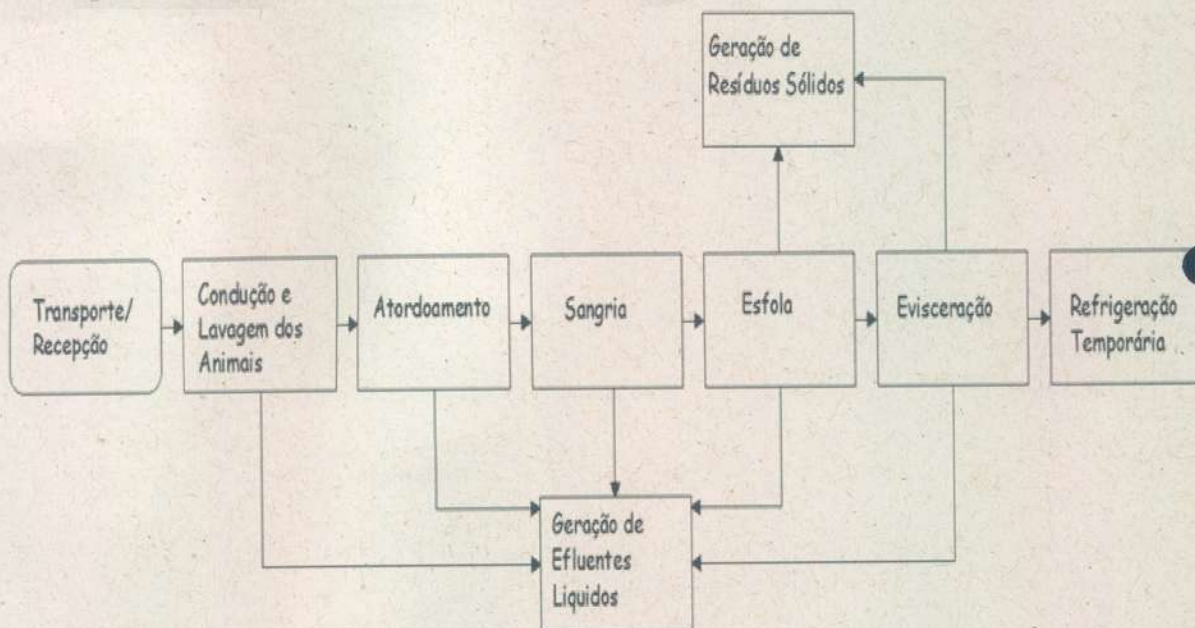 Geração de
Resíduos Sólidos
Transporte/
Recepção
Condução e
Lavagem dos
Animais
Atordoamento
Sangria
Esfola
Evisceração
Refrigeração
Temporária
Geração de
Efluentes
Liquidos